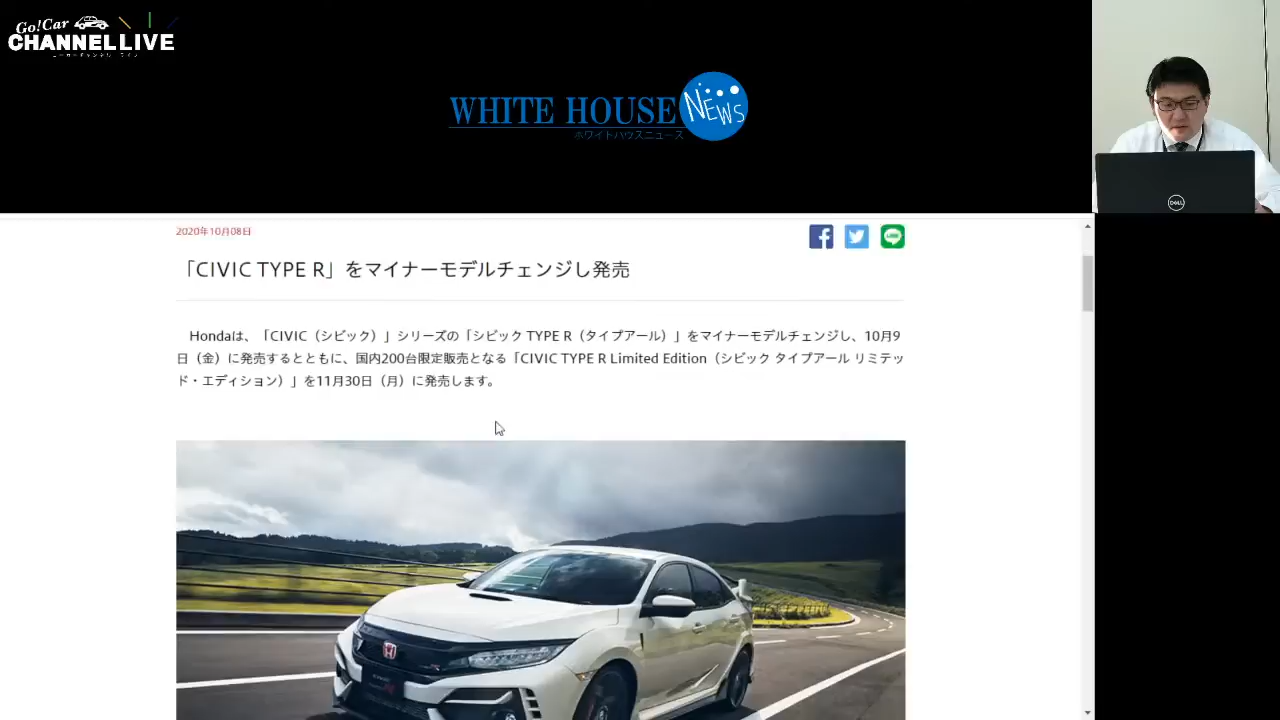 Go!Car
CHANNELLIVE
WHITE HOUSE NEWS
ホワイトハウスニュース
DELL
2020年10月08日
「CIVIC TYPE R」をマイナーモデルチェンジし発売
Hondaは、「CIVIC（シビック）」シリーズの「シビック TYPE R（タイプアール）」をマイナーモデルチェンジし、10月9
日（金）に発売するとともに、国内200台限定販売となる「CIVIC TYPE R Limited Edition（シビック タイプアール リミテッ
ド・エディション）」を11月30日（月）に発売します。